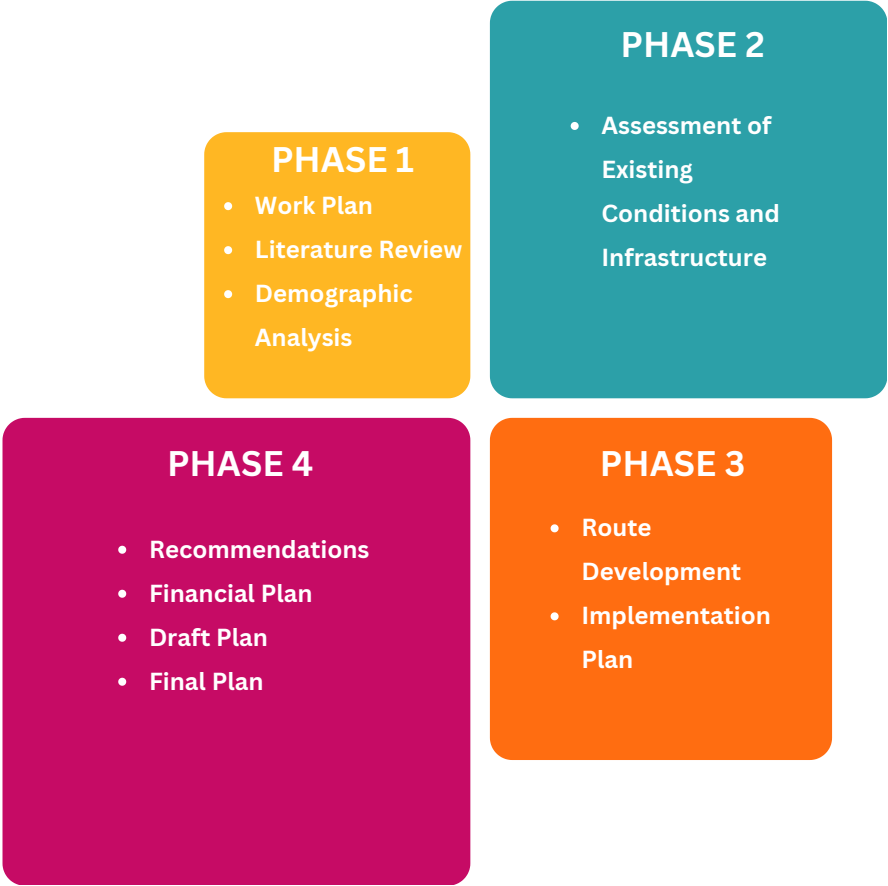 PHASE 1
• Work Plan
• Literature Review
• Demographic
Analysis
PHASE 2
• Assessment of
Existing
Conditions and
Infrastructure
PHASE 3
• Route
Development
• Implementation
Plan
PHASE 4
• Recommendations
• Financial Plan
• Draft Plan
• Final Plan